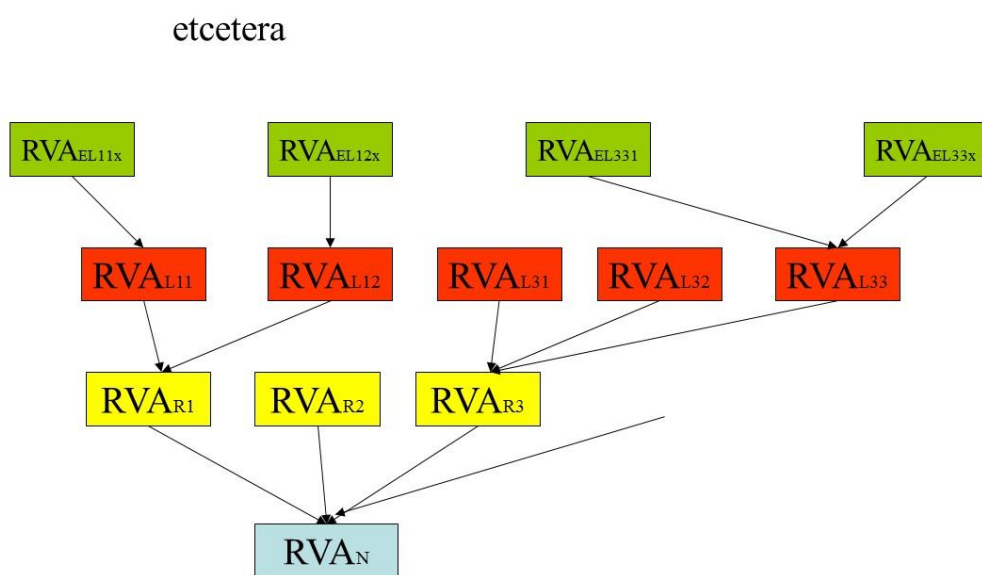 etcetera
RVAEL11x
RVAEL12x
RVAEL331
RVAEL33x
RVAL11
RVAL12
RVAL31
RVAL32
RVAL33
RVAR1
RVAR2
RVAR3
RVAN